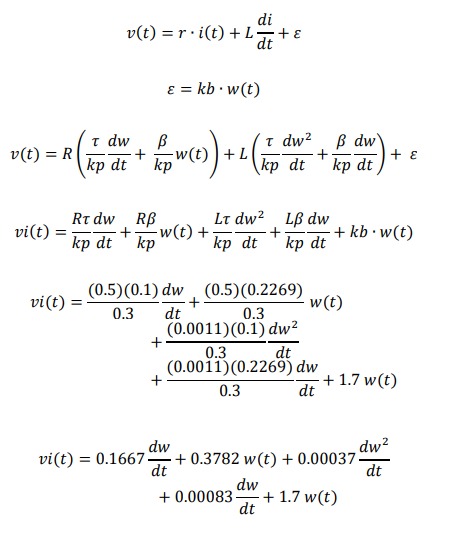 v(t) = r · i(t) + L di/dt + ε
ε = kb · w(t)
v(t) = R (τ/kp dw/dt + β/kp w(t)) + L (τ/kp dw²/dt + β/kp dw/dt) + ε
vi(t) = Rτ/kp dw/dt + Rβ/kp w(t) + Lτ/kp dw²/dt + Lβ/kp dw/dt + kb · w(t)
vi(t) = (0.5)(0.1)/0.3 dw/dt + (0.5)(0.2269)/0.3 w(t)
+ (0.0011)(0.1)/0.3 dw²/dt
+ (0.0011)(0.2269)/0.3 dw/dt + 1.7 w(t)
vi(t) = 0.1667 dw/dt + 0.3782 w(t) + 0.00037 dw²/dt
+ 0.00083 dw/dt + 1.7 w(t)